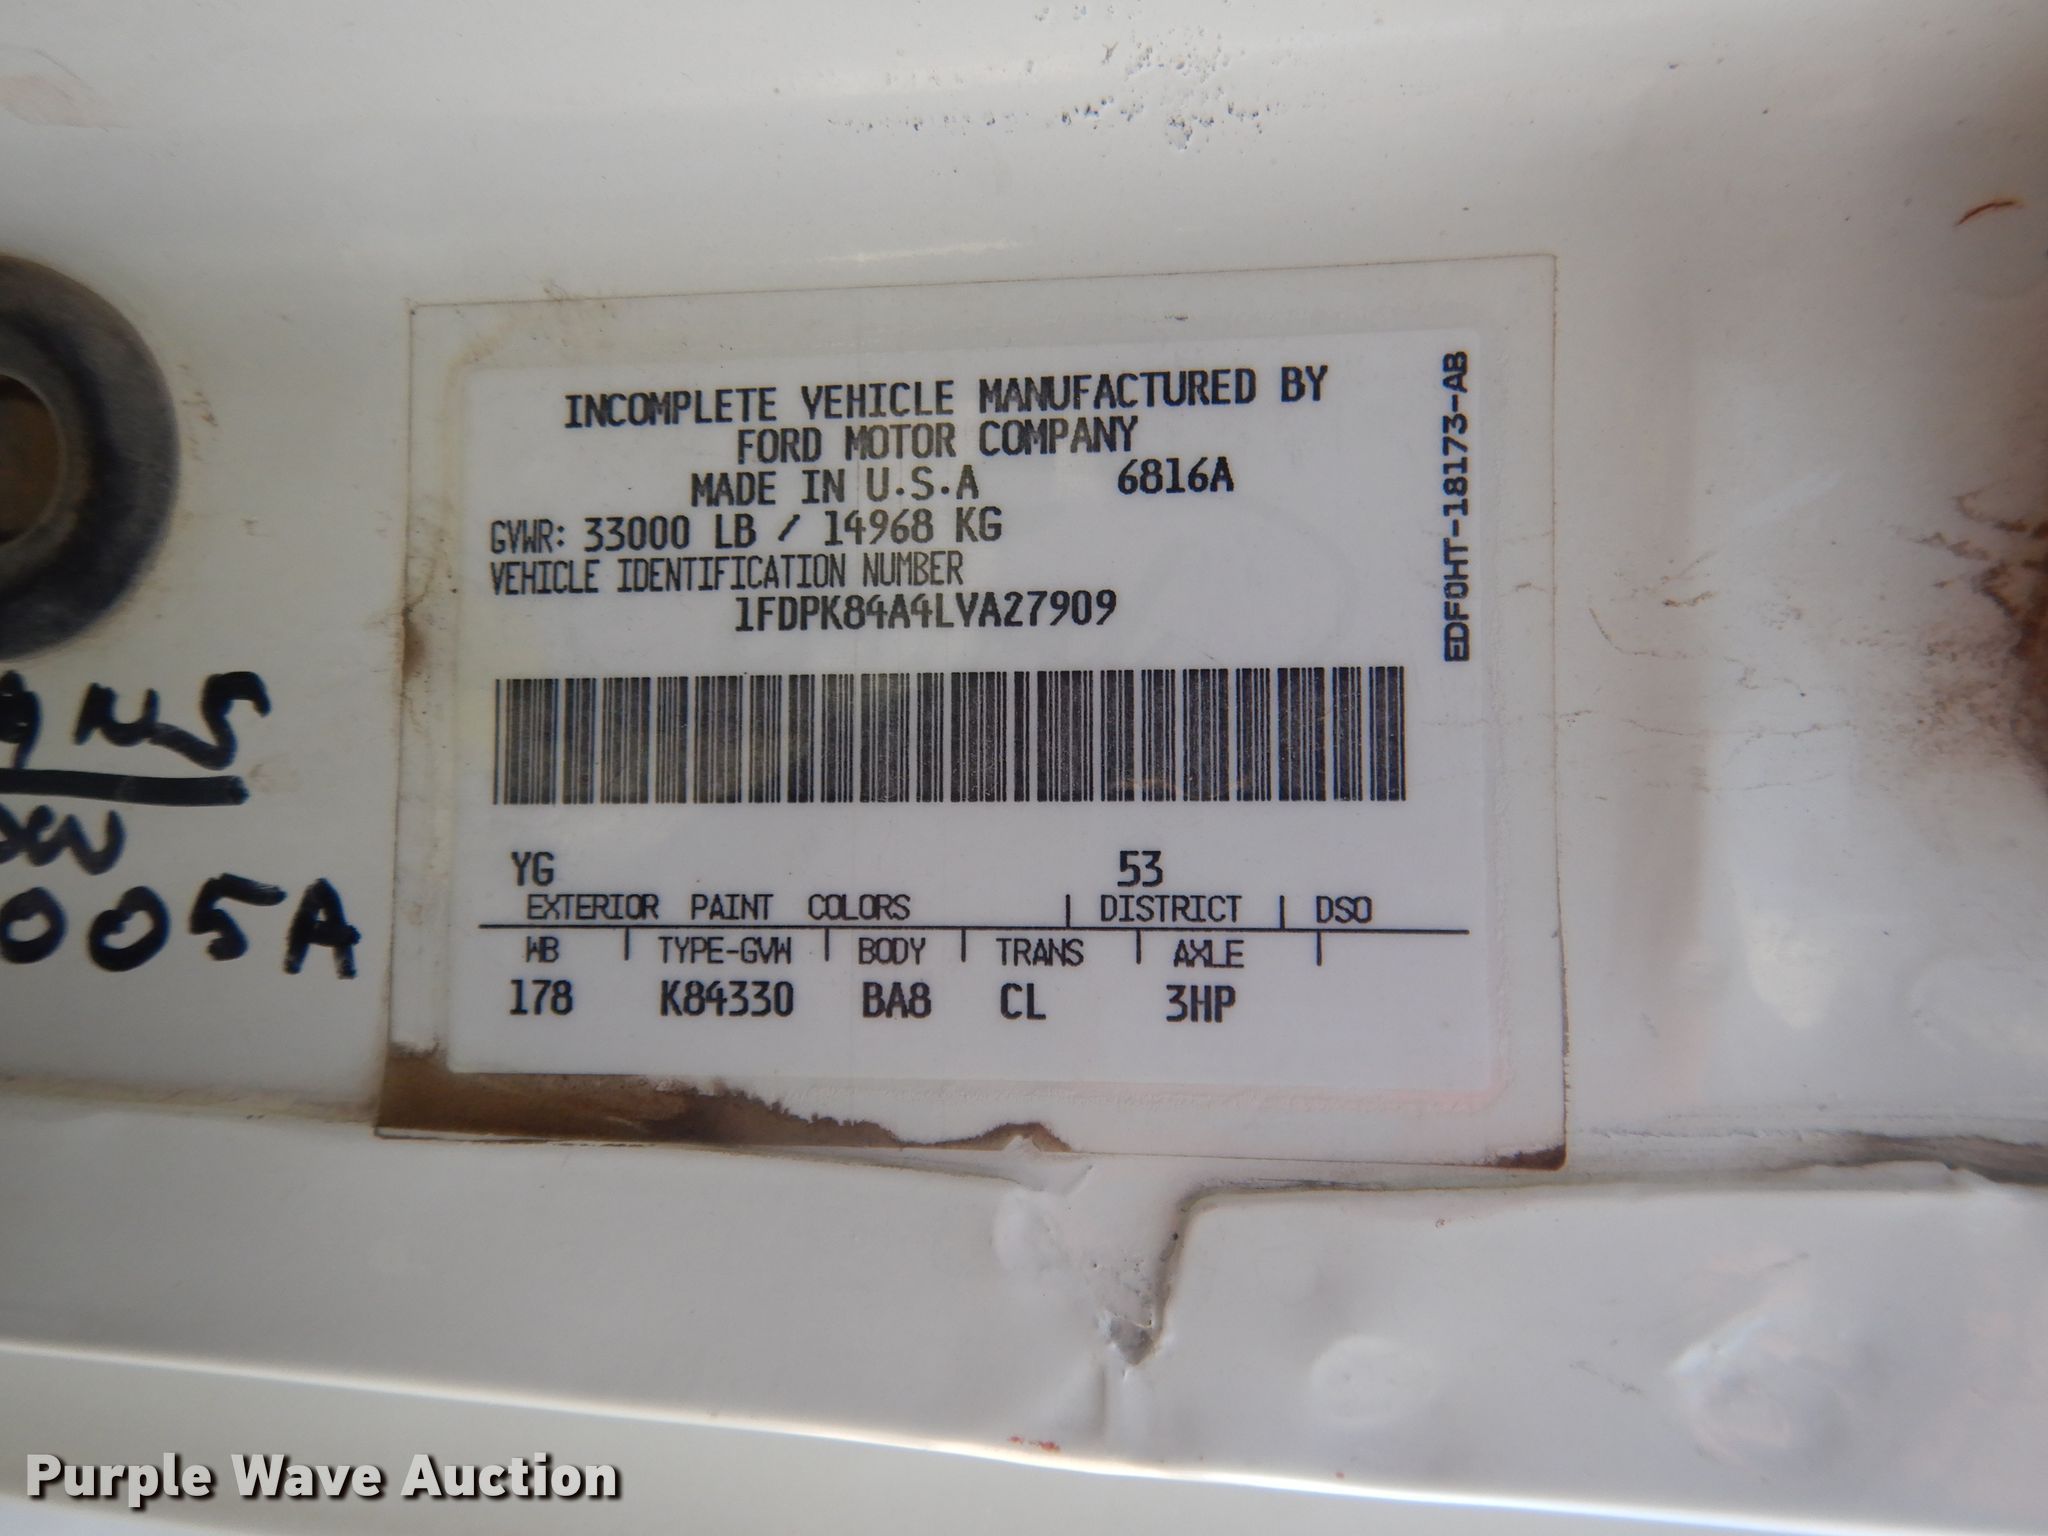 INCOMPLETE VEHICLE MANUFACTURED BY
FORD MOTOR COMPANY
MADE IN U.S.A 6816A
GVWR: 33000 LB / 14968 KG
VEHICLE IDENTIFICATION NUMBER
1FDPK84A4LVA27909
EDF0HT-18173-AB
YG 53
EXTERIOR PAINT COLORS | DISTRICT | DSO
WB | TYPE-GVW | BODY | TRANS | AXLE |
178 K84330 BA8 CL 3HP
005A
Purple Wave Auction